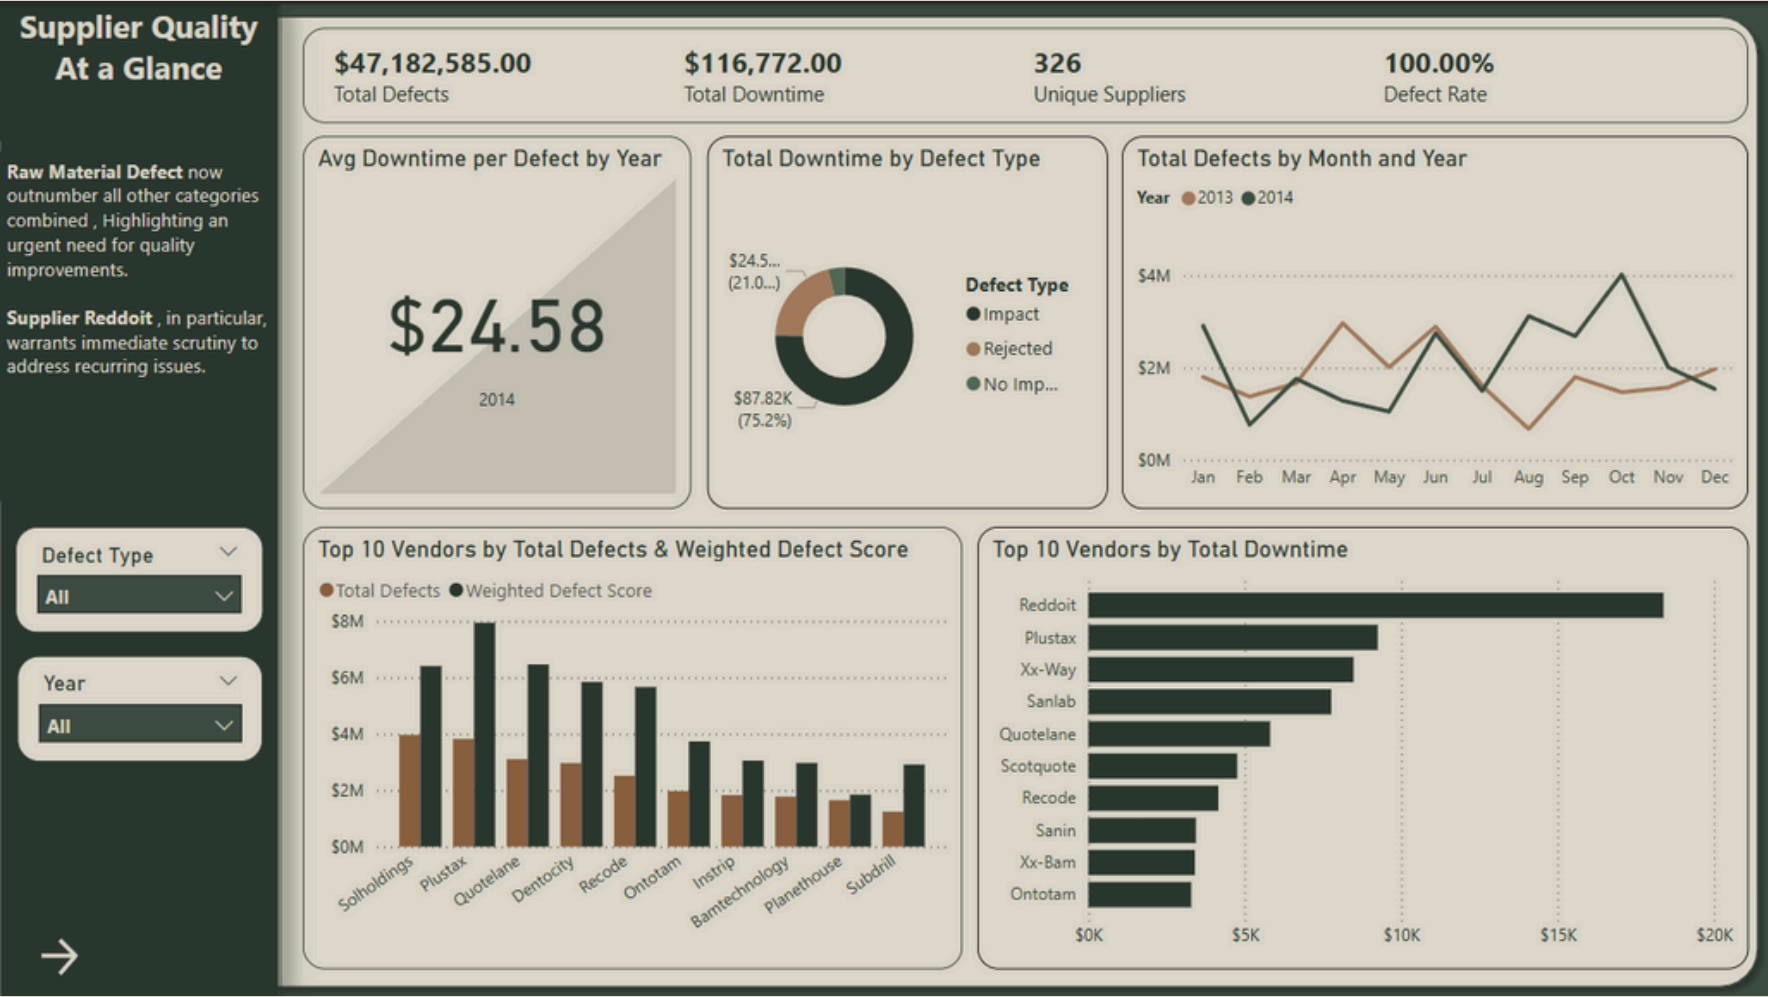 Supplier Quality
At a Glance
Raw Material Defect now
outnumber all other categories
combined , Highlighting an
urgent need for quality
improvements.
Supplier Reddoit , in particular,
warrants immediate scrutiny to
address recurring issues.
Defect Type
All
Year
All
$47,182,585.00
Total Defects
$116,772.00
Total Downtime
326
Unique Suppliers
100.00%
Defect Rate
Avg Downtime per Defect by Year
$24.58
2014
Total Downtime by Defect Type
$24.5...
(21.0...)
$87.82K
(75.2%)
Defect Type
Impact
Rejected
No Imp...
Total Defects by Month and Year
Year 2013 2014
$4M
$2M
$0M
Jan Feb Mar Apr May Jun Jul Aug Sep Oct Nov Dec
Top 10 Vendors by Total Defects & Weighted Defect Score
Total Defects Weighted Defect Score
$8M
$6M
$4M
$2M
$0M
Solholdings Plustax Quotelane Dentocity Recode Ontotam Instrip Bamtechnology Planethouse Subdrill
Top 10 Vendors by Total Downtime
Reddoit
Plustax
Xx-Way
Sanlab
Quotelane
Scotquote
Recode
Sanin
Xx-Bam
Ontotam
$0K $5K $10K $15K $20K